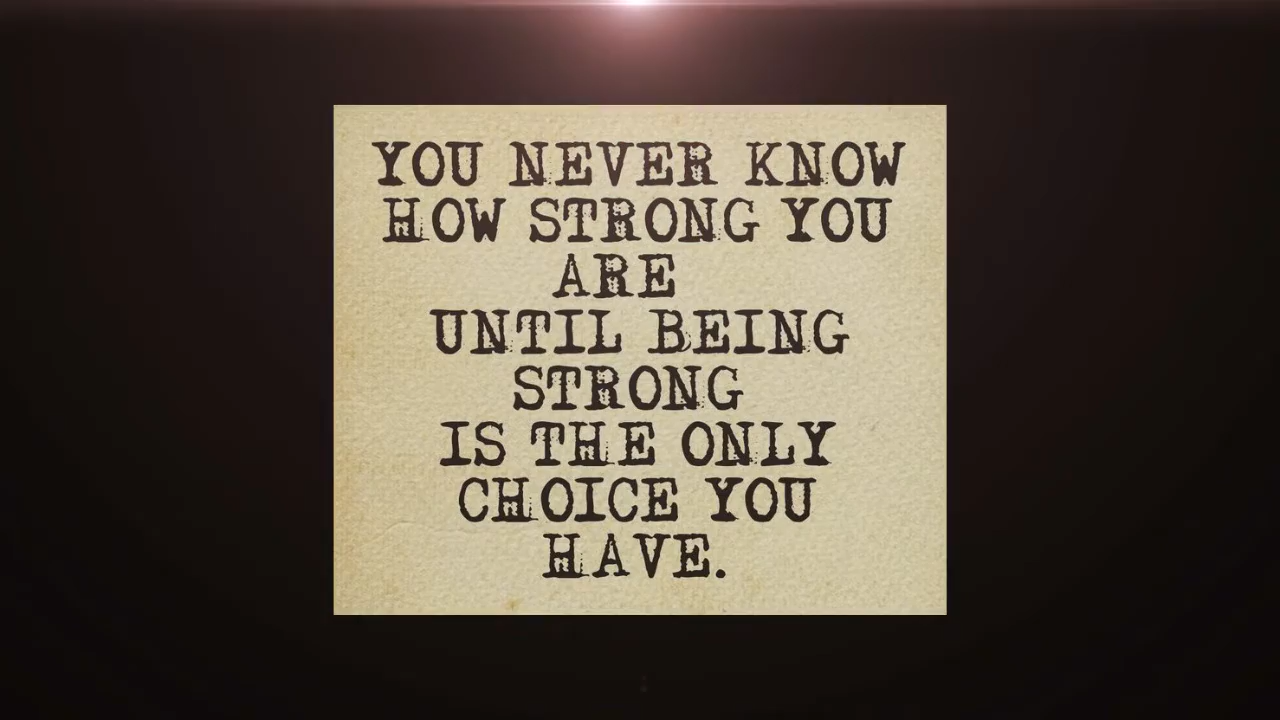 YOU NEVER KNOW
HOW STRONG YOU
ARE
UNTIL BEING
STRONG
IS THE ONLY
CHOICE YOU
HAVE.